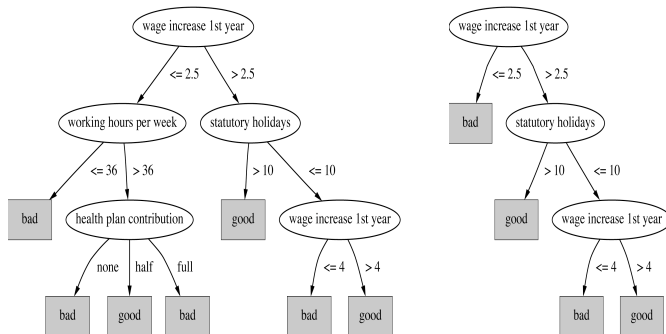 wage increase 1st year
<= 2.5
> 2.5
working hours per week
statutory holidays
<= 36
> 36
> 10
<= 10
bad
health plan contribution
good
wage increase 1st year
none
half
full
<= 4
> 4
bad
good
bad
bad
good
wage increase 1st year
<= 2.5
> 2.5
bad
statutory holidays
> 10
<= 10
good
wage increase 1st year
<= 4
> 4
bad
good